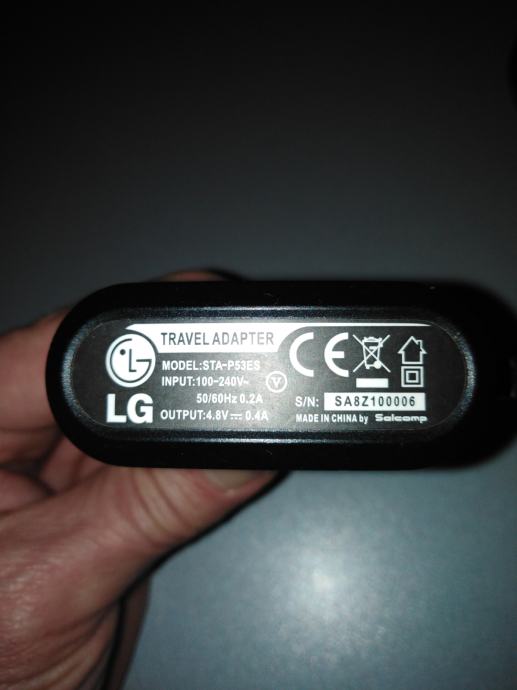 TRAVEL ADAPTER
MODEL:STA-P53ES
INPUT:100-240V~
50/60Hz 0.2A
OUTPUT:4.8V⎓0.4A
LG
LG
CE
V
S/N: SA8Z100006
MADE IN CHINA by Salcomp